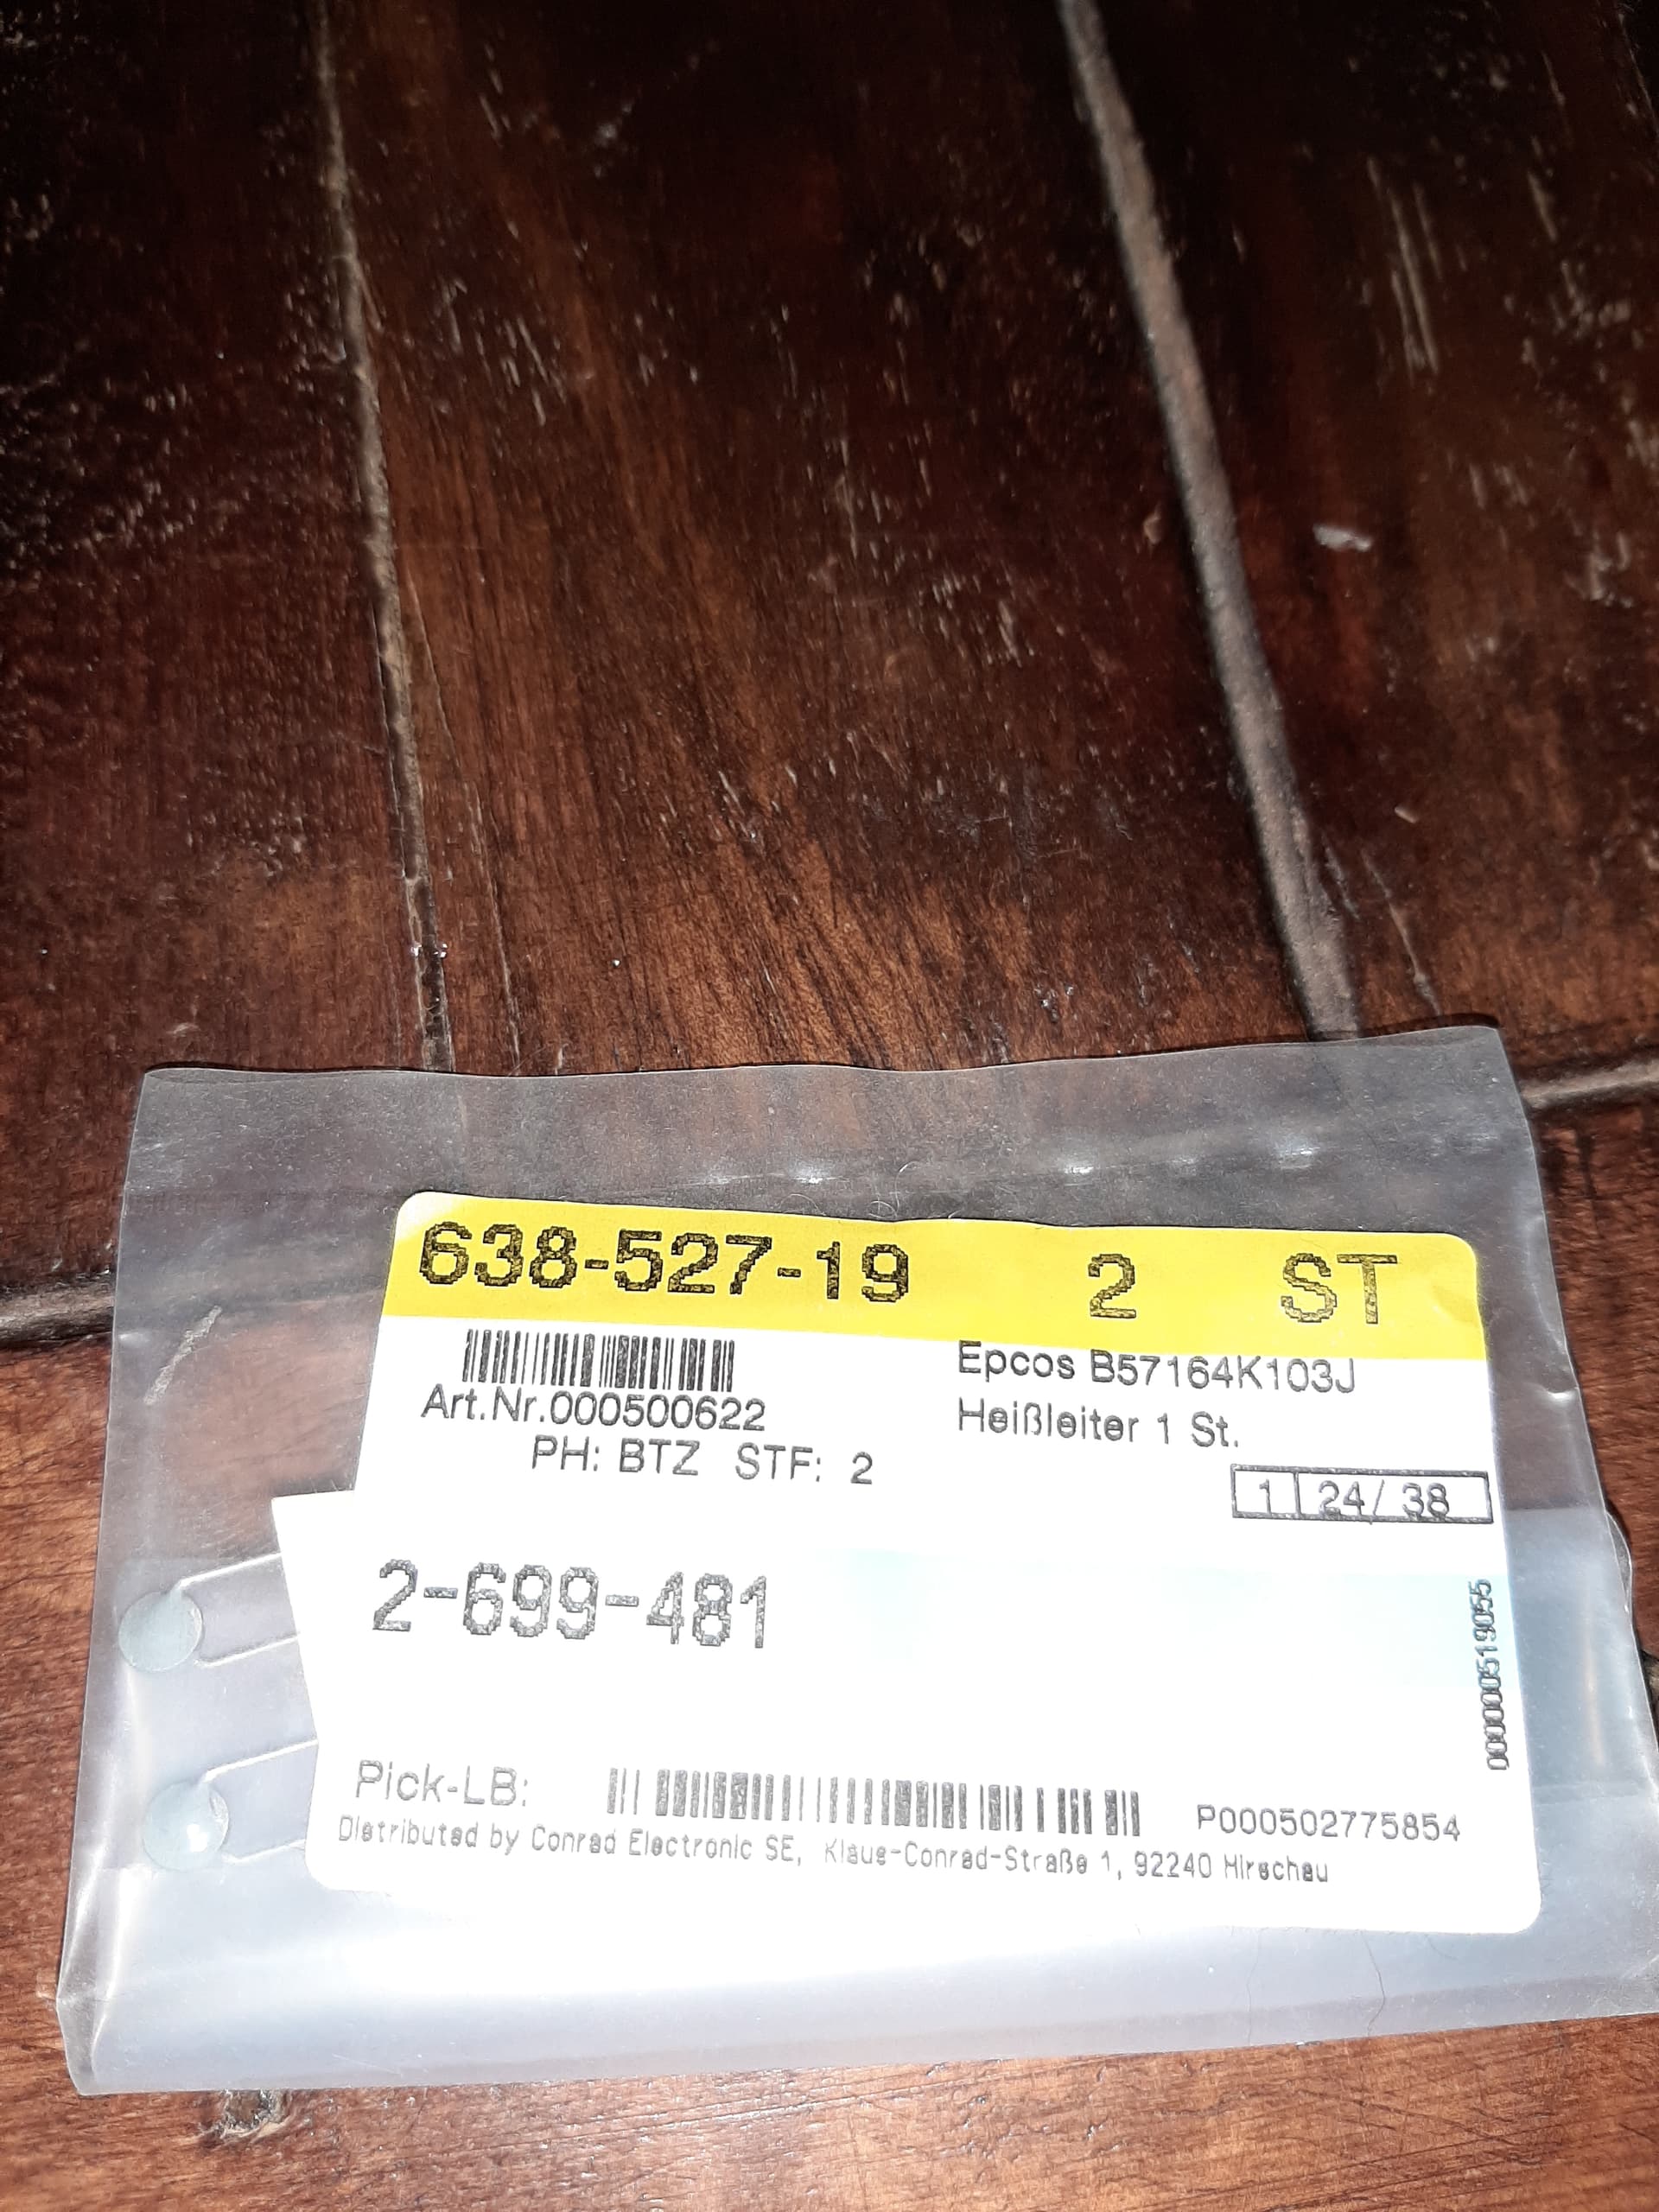 638-527-19 2 ST
Art.Nr.000500622
PH: BTZ STF: 2
Epcos B57164K103J
Heißleiter 1 St.
1 24/ 38
2-699-481
0000000519055
Pick-LB: P000502775854
Distributed by Conrad Electronic SE, Klaus-Conrad-Straße 1, 92240 Hirschau